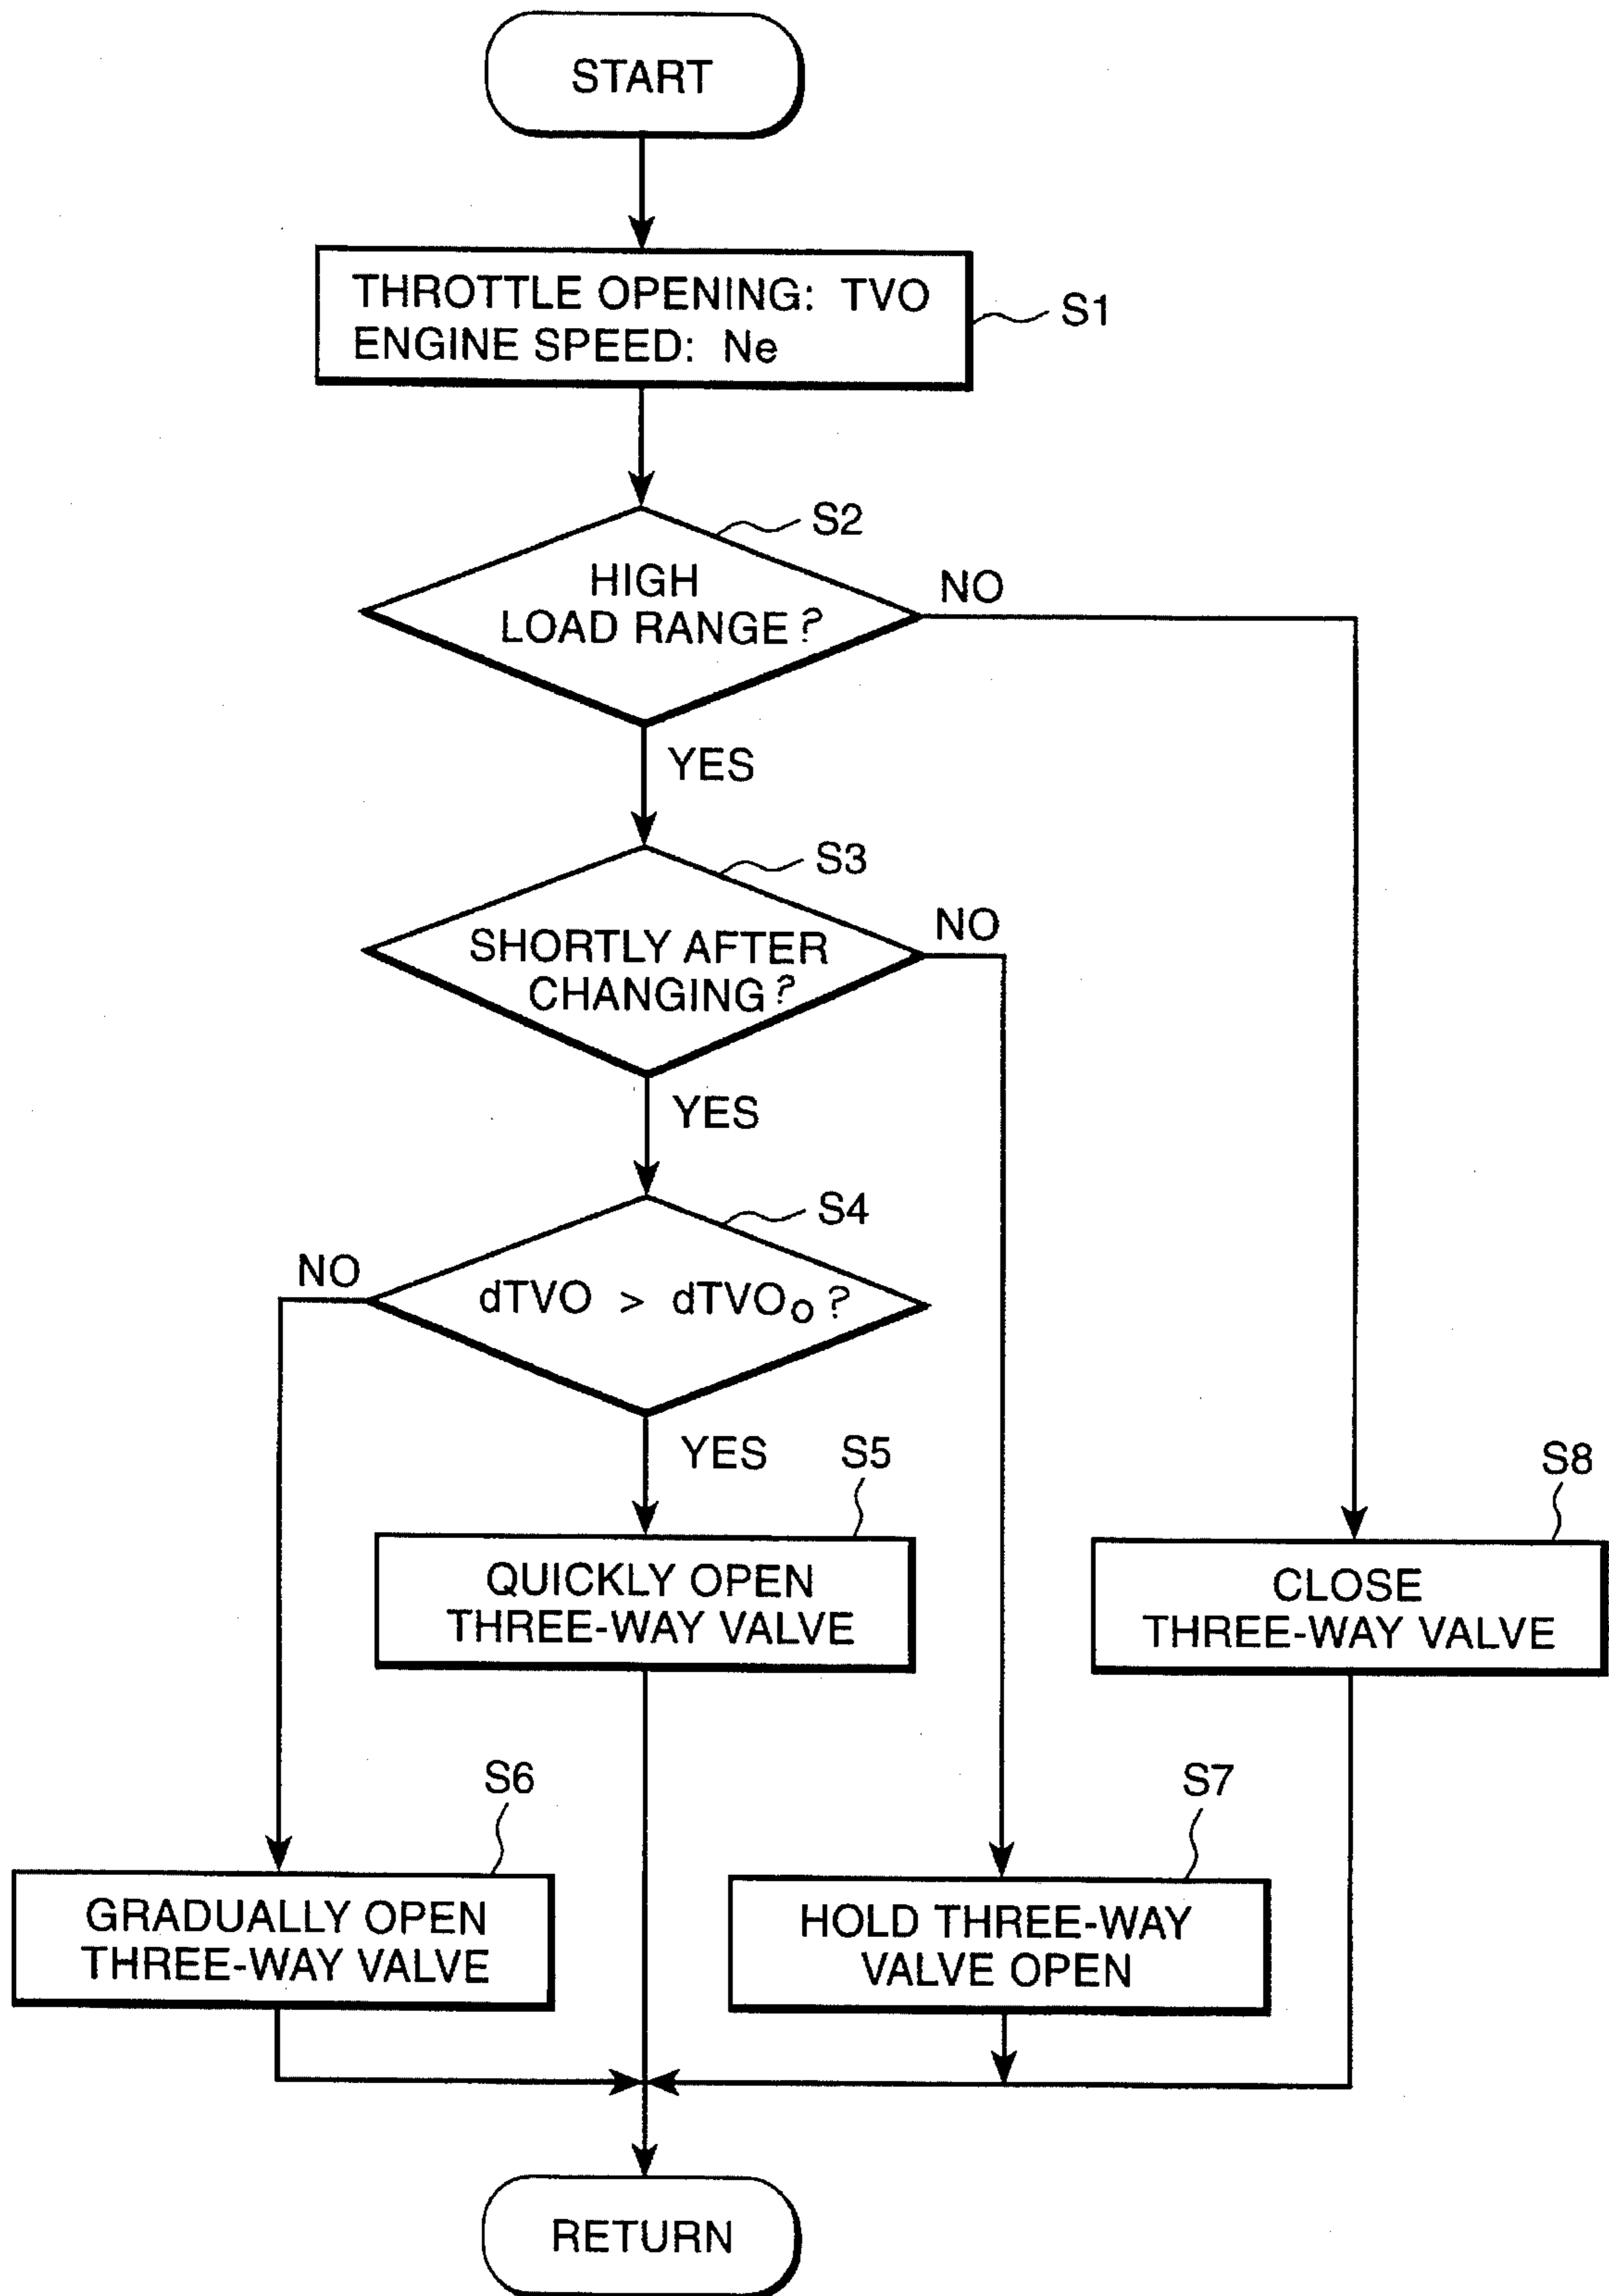 START
THROTTLE OPENING: TVO
ENGINE SPEED: Ne
S1
S2
HIGH
LOAD RANGE?
NO
YES
S3
SHORTLY AFTER
CHANGING?
NO
YES
S4
dTVO > dTVOo?
NO
YES
S5
QUICKLY OPEN
THREE-WAY VALVE
S8
CLOSE
THREE-WAY VALVE
S6
GRADUALLY OPEN
THREE-WAY VALVE
S7
HOLD THREE-WAY
VALVE OPEN
RETURN